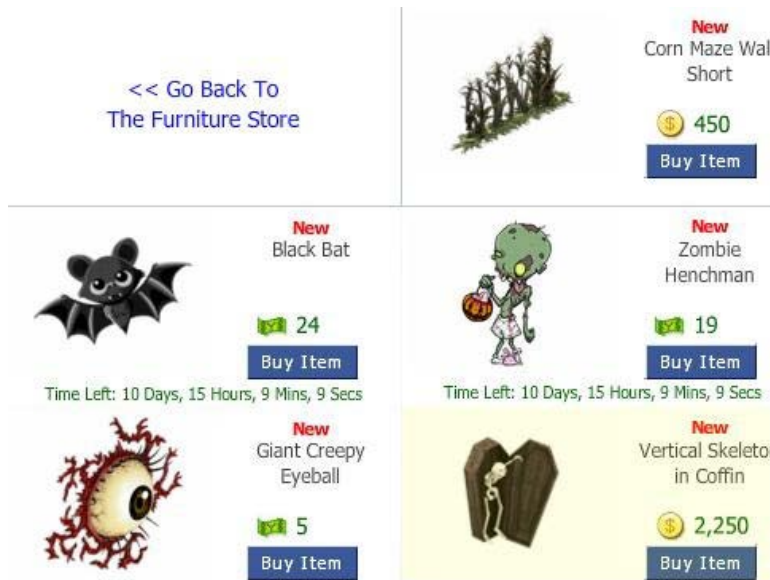 << Go Back To
The Furniture Store
New
Corn Maze Wal
Short
450
Buy Item
New
Black Bat
24
Buy Item
Time Left: 10 Days, 15 Hours, 9 Mins, 9 Secs
New
Zombie
Henchman
19
Buy Item
Time Left: 10 Days, 15 Hours, 9 Mins, 9 Secs
New
Giant Creepy
Eyeball
5
Buy Item
New
Vertical Skeleto
in Coffin
$ 2,250
Buy Item